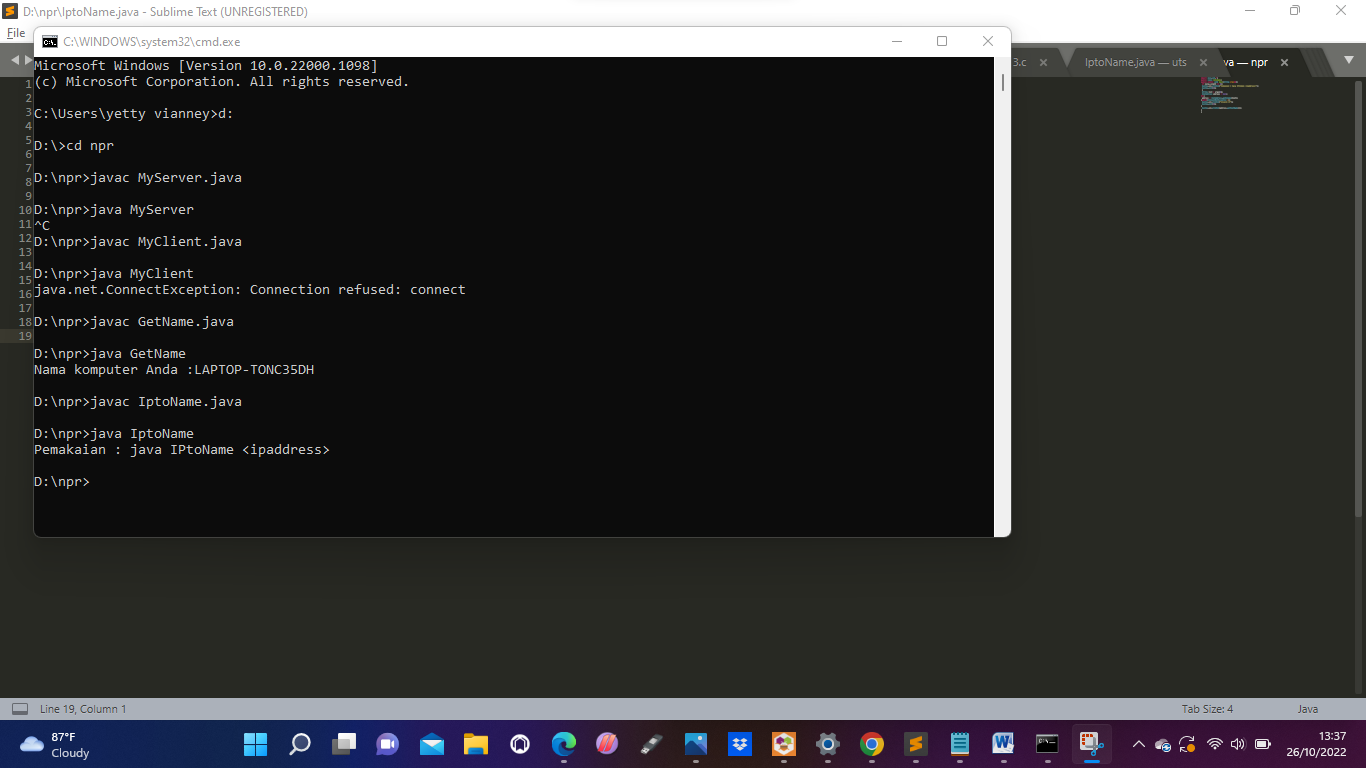 D:\npr\IptoName.java - Sublime Text (UNREGISTERED)
File
C:\WINDOWS\system32\cmd.exe
3.c
IptoName.java — uts
va — npr
1
2
3
4
5
6
7
8
9
10
11
12
13
14
15
16
17
18
19
Microsoft Windows [Version 10.0.22000.1098]
(c) Microsoft Corporation. All rights reserved.
C:\Users\yetty vianney>d:
D:\>cd npr
D:\npr>javac MyServer.java
D:\npr>java MyServer
^C
D:\npr>javac MyClient.java
D:\npr>java MyClient
java.net.ConnectException: Connection refused: connect
D:\npr>javac GetName.java
D:\npr>java GetName
Nama komputer Anda :LAPTOP-TONC35DH
D:\npr>javac IptoName.java
D:\npr>java IptoName
Pemakaian : java IPtoName <ipaddress>
D:\npr>
Line 19, Column 1
Tab Size: 4
Java
87°F
Cloudy
13:37
26/10/2022